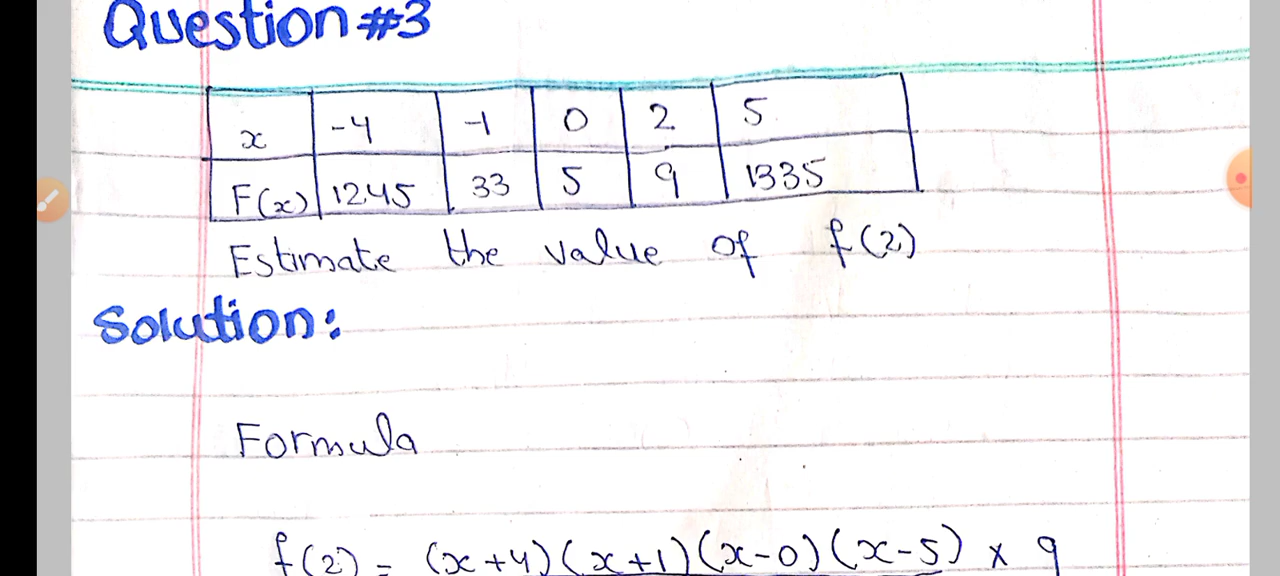 Question #3
x -4 -1 0 2 5
F(x) 1245 33 5 9 1335
Estimate the value of f(2)
Solution:
Formula
f(2) = (x+4)(x+1)(x-0)(x-5) × 9